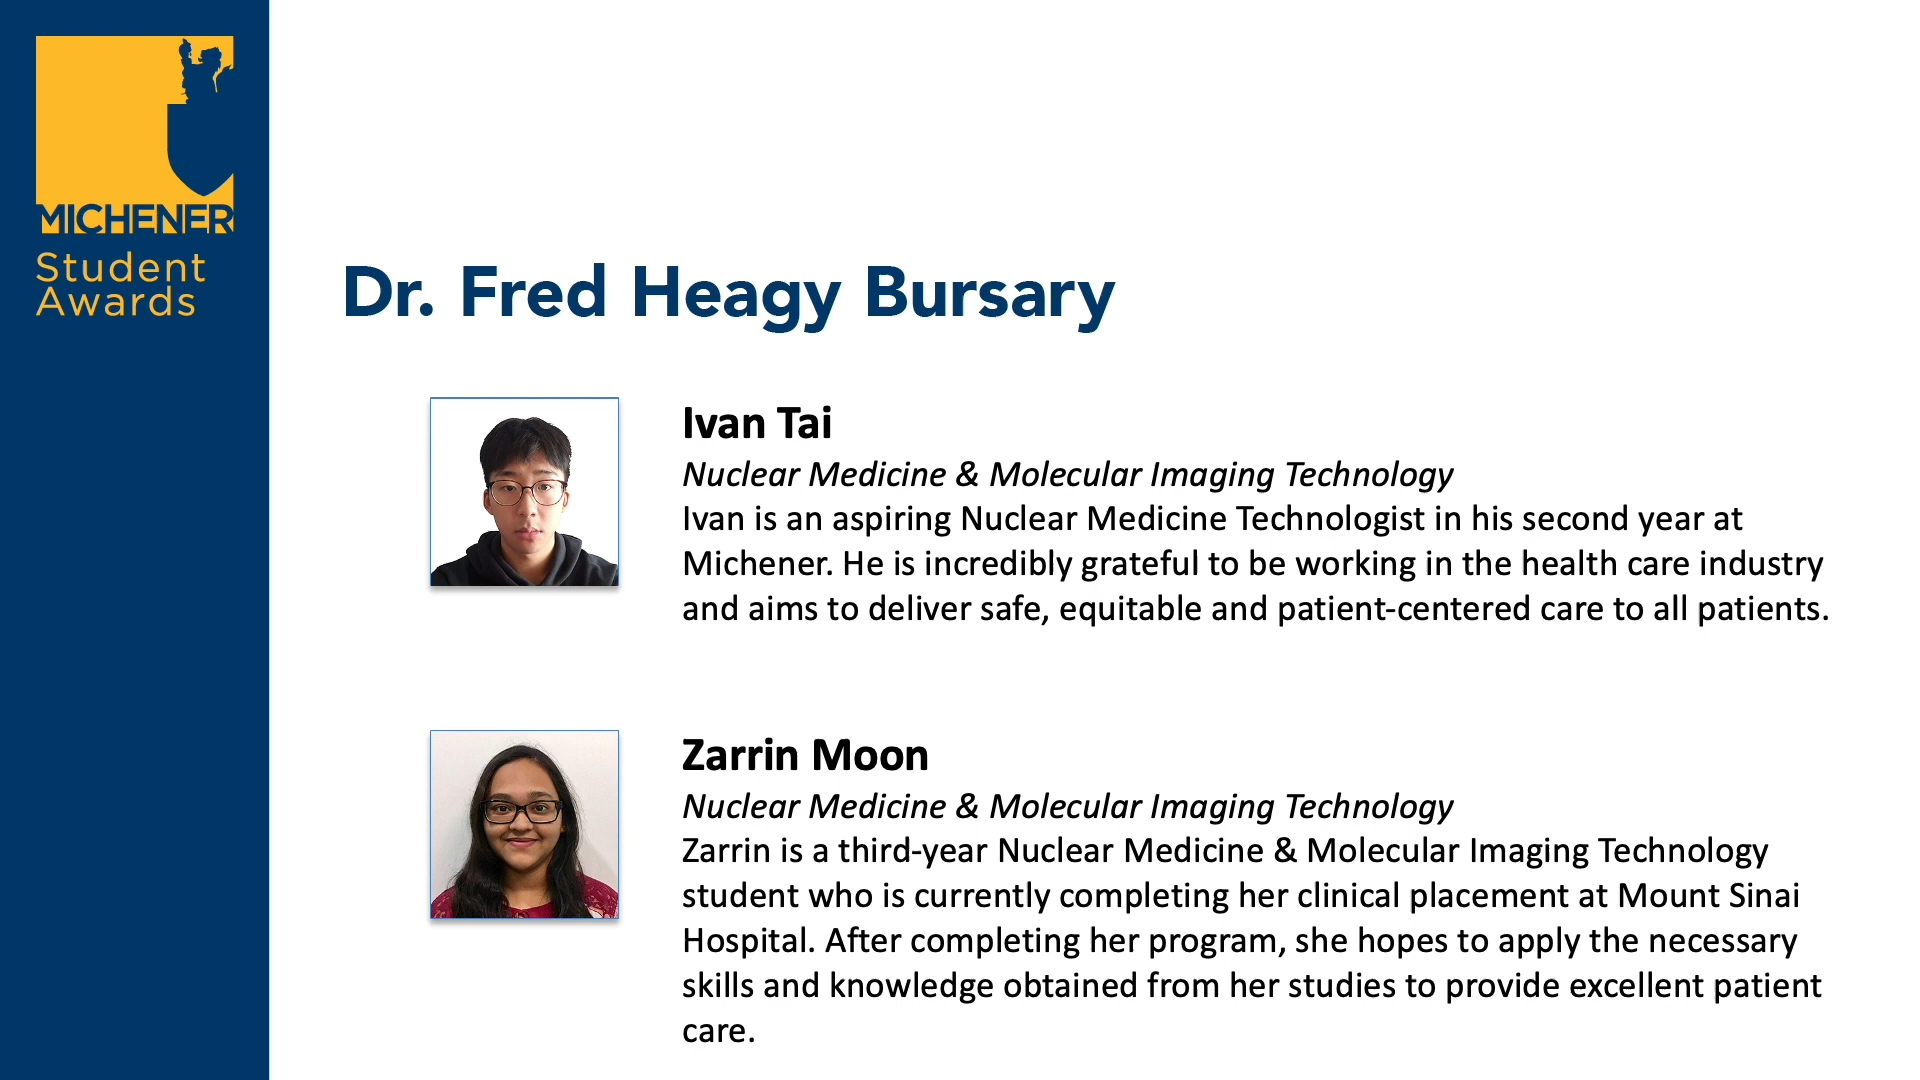 MICHENER
Student
Awards
Dr. Fred Heagy Bursary
Ivan Tai
Nuclear Medicine & Molecular Imaging Technology
Ivan is an aspiring Nuclear Medicine Technologist in his second year at
Michener. He is incredibly grateful to be working in the health care industry
and aims to deliver safe, equitable and patient-centered care to all patients.
Zarrin Moon
Nuclear Medicine & Molecular Imaging Technology
Zarrin is a third-year Nuclear Medicine & Molecular Imaging Technology
student who is currently completing her clinical placement at Mount Sinai
Hospital. After completing her program, she hopes to apply the necessary
skills and knowledge obtained from her studies to provide excellent patient
care.